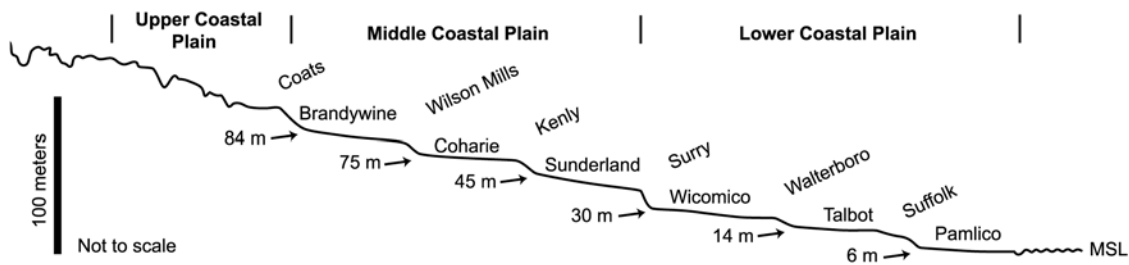 Upper Coastal
Plain
Middle Coastal Plain
Lower Coastal Plain
Coats
Wilson Mills
Kenly
Surry
Walterboro
Suffolk
Brandywine
84 m
Coharie
75 m
Sunderland
45 m
Wicomico
30 m
Talbot
14 m
Pamlico
6 m
MSL
100 meters
Not to scale